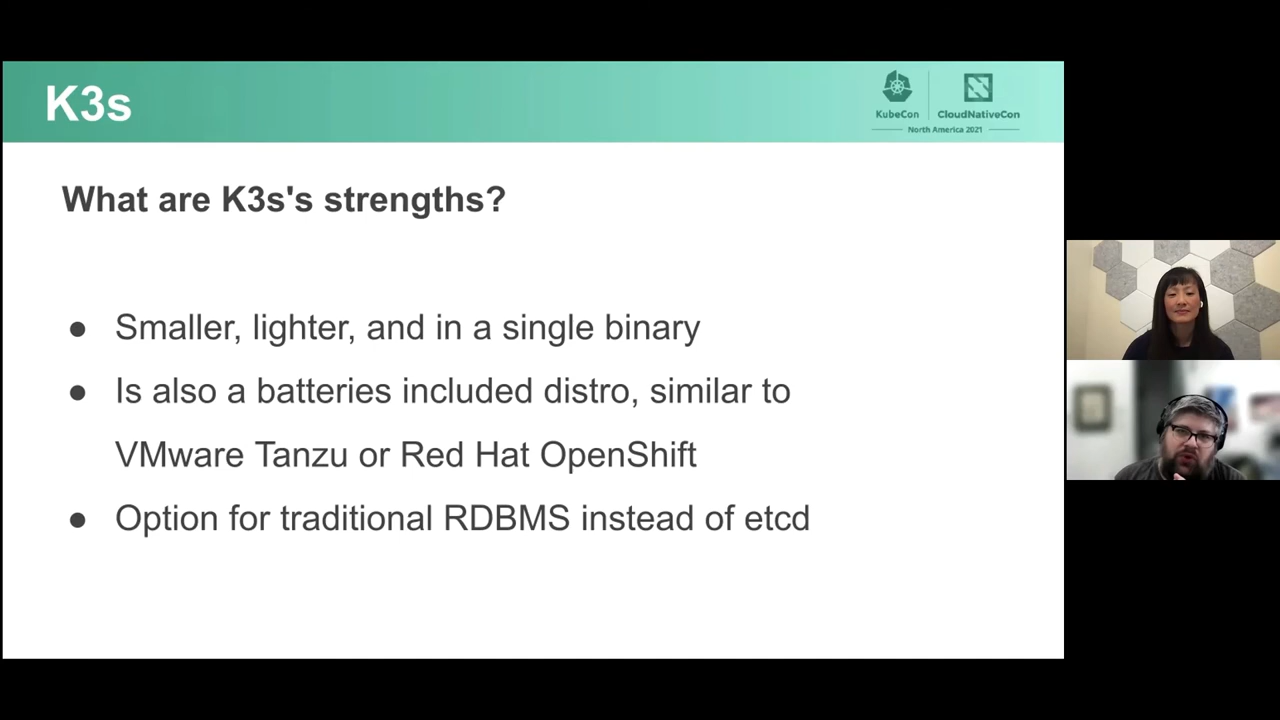 K3s
KubeCon
CloudNativeCon
North America 2021
What are K3s's strengths?
● Smaller, lighter, and in a single binary
● Is also a batteries included distro, similar to
VMware Tanzu or Red Hat OpenShift
● Option for traditional RDBMS instead of etcd